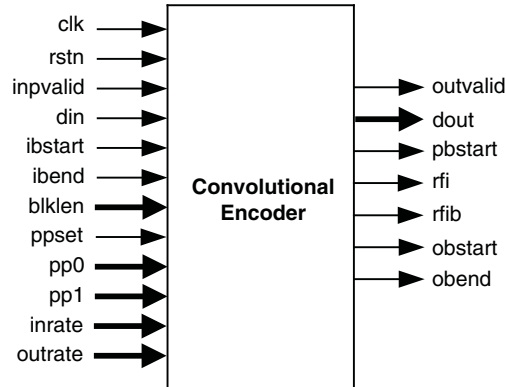 clk
rstn
inpvalid
din
ibstart
ibend
blklen
ppset
pp0
pp1
inrate
outrate
Convolutional
Encoder
outvalid
dout
pbstart
rfi
rfib
obstart
obend